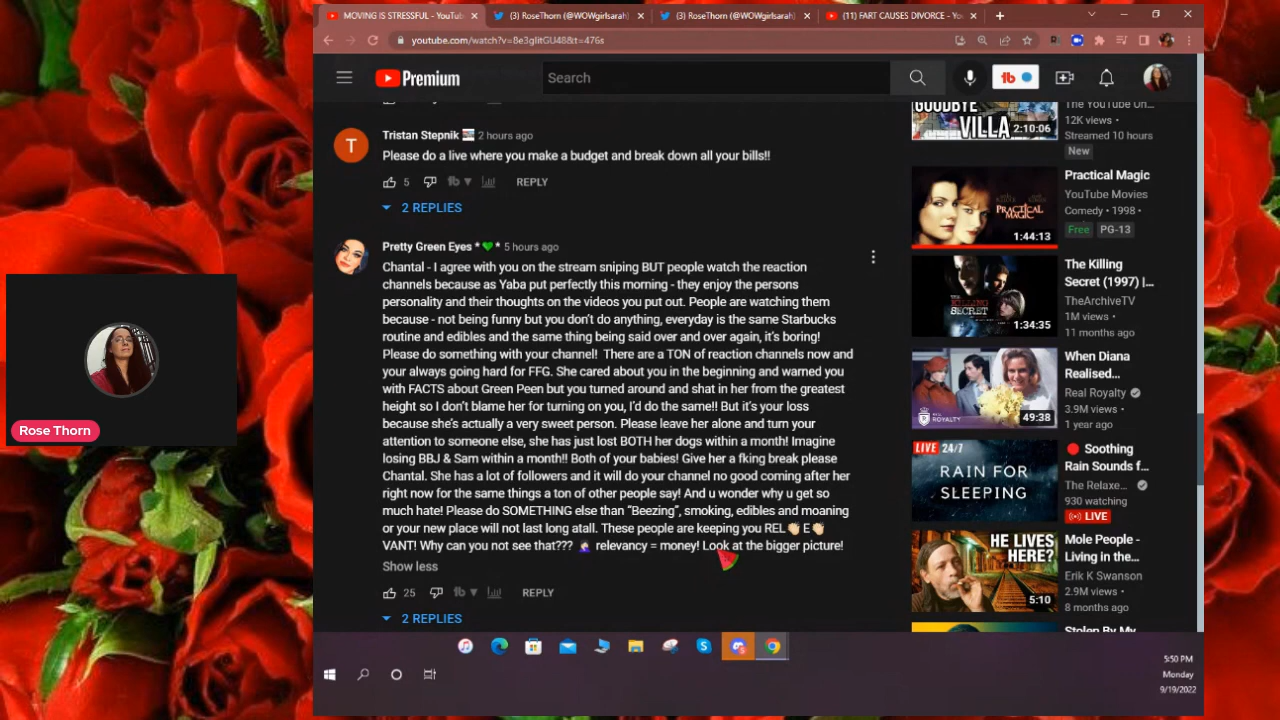 MOVING IS STRESSFUL - YouTub
(3) RoseThorn (@WOWgirlsarah)
(3) RoseThorn (@WOWgirlsarah)
(11) FART CAUSES DIVORCE - Yo
youtube.com/watch?v=8e3gIitGU48&t=476s
Premium
Search
Tristan Stepnik 2 hours ago
Please do a live where you make a budget and break down all your bills!!
5 REPLY
2 REPLIES
Pretty Green Eyes * 💚 * 5 hours ago
Chantal - I agree with you on the stream sniping BUT people watch the reaction
channels because as Yaba put perfectly this morning - they enjoy the persons
personality and their thoughts on the videos you put out. People are watching them
because - not being funny but you don't do anything, everyday is the same Starbucks
routine and edibles and the same thing being said over and over again, it's boring!
Please do something with your channel! There are a TON of reaction channels now and
your always going hard for FFG. She cared about you in the beginning and warned you
with FACTS about Green Peen but you turned around and shat in her from the greatest
height so I don't blame her for turning on you, I'd do the same!! But it's your loss
because she's actually a very sweet person. Please leave her alone and turn your
attention to someone else, she has just lost BOTH her dogs within a month! Imagine
losing BBJ & Sam within a month!! Both of your babies! Give her a fking break please
Chantal. She has a lot of followers and it will do your channel no good coming after her
right now for the same things a ton of other people say! And u wonder why u get so
much hate! Please do SOMETHING else than “Beezing”, smoking, edibles and moaning
or your new place will not last long atall. These people are keeping you REL👏🏻E👏🏻
VANT! Why can you not see that??? 🤦🏻‍♀️ relevancy = money! Look at the bigger picture!
Show less
25 REPLY
2 REPLIES
GOODBYE
VILLA
2:10:06
The YouTube Un...
12K views •
Streamed 10 hours
New
PRACTICAL
MAGIC
1:44:13
Practical Magic
YouTube Movies
Comedy • 1998 •
Free PG-13
1:34:35
The Killing
Secret (1997) |...
TheArchiveTV
1M views •
11 months ago
ROYALTY
49:38
When Diana
Realised...
Real Royalty
3.9M views •
1 year ago
LIVE 24/7
RAIN FOR
SLEEPING
Soothing
Rain Sounds f...
The Relaxe...
930 watching
LIVE
HE LIVES
HERE?
5:10
Mole People -
Living in the...
Erik K Swanson
2.9M views •
8 months ago
Stolen By My
Rose Thorn
T
5:50 PM
Monday
9/19/2022